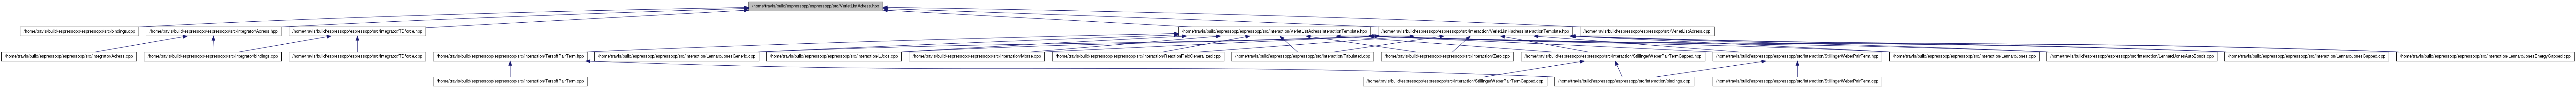 /home/travis/build/espressopp/espressopp/src/VerletListAdress.hpp
/home/travis/build/espressopp/espressopp/src/bindings.cpp
/home/travis/build/espressopp/espressopp/src/integrator/Adress.hpp
/home/travis/build/espressopp/espressopp/src/integrator/TDforce.hpp
/home/travis/build/espressopp/espressopp/src/interaction/VerletListAdressInteractionTemplate.hpp
/home/travis/build/espressopp/espressopp/src/interaction/VerletListHadressInteractionTemplate.hpp
/home/travis/build/espressopp/espressopp/src/VerletListAdress.cpp
/home/travis/build/espressopp/espressopp/src/integrator/Adress.cpp
/home/travis/build/espressopp/espressopp/src/integrator/bindings.cpp
/home/travis/build/espressopp/espressopp/src/integrator/TDforce.cpp
/home/travis/build/espressopp/espressopp/src/interaction/TersoffPairTerm.hpp
/home/travis/build/espressopp/espressopp/src/interaction/LennardJonesGeneric.cpp
/home/travis/build/espressopp/espressopp/src/interaction/LJcos.cpp
/home/travis/build/espressopp/espressopp/src/interaction/Morse.cpp
/home/travis/build/espressopp/espressopp/src/interaction/ReactionFieldGeneralized.cpp
/home/travis/build/espressopp/espressopp/src/interaction/Tabulated.cpp
/home/travis/build/espressopp/espressopp/src/interaction/Zero.cpp
/home/travis/build/espressopp/espressopp/src/interaction/StillingerWeberPairTermCapped.hpp
/home/travis/build/espressopp/espressopp/src/interaction/StillingerWeberPairTerm.hpp
/home/travis/build/espressopp/espressopp/src/interaction/LennardJones.cpp
/home/travis/build/espressopp/espressopp/src/interaction/LennardJonesAutoBonds.cpp
/home/travis/build/espressopp/espressopp/src/interaction/LennardJonesCapped.cpp
/home/travis/build/espressopp/espressopp/src/interaction/LennardJonesEnergyCapped.cpp
/home/travis/build/espressopp/espressopp/src/interaction/TersoffPairTerm.cpp
/home/travis/build/espressopp/espressopp/src/interaction/StillingerWeberPairTermCapped.cpp
/home/travis/build/espressopp/espressopp/src/interaction/bindings.cpp
/home/travis/build/espressopp/espressopp/src/interaction/StillingerWeberPairTerm.cpp